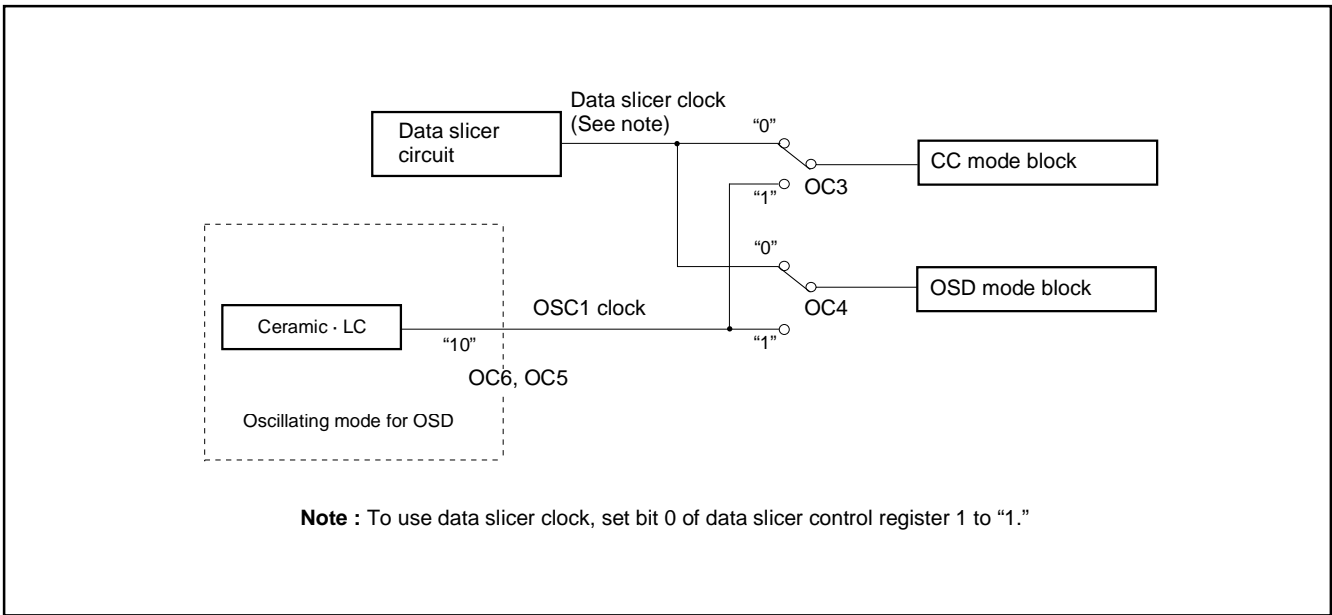 Data slicer clock
(See note)
Data slicer
circuit
“0”
CC mode block
“1”
OC3
“0”
OSD mode block
OC4
OSC1 clock
Ceramic · LC
“10”
“1”
OC6, OC5
Oscillating mode for OSD
Note : To use data slicer clock, set bit 0 of data slicer control register 1 to “1.”